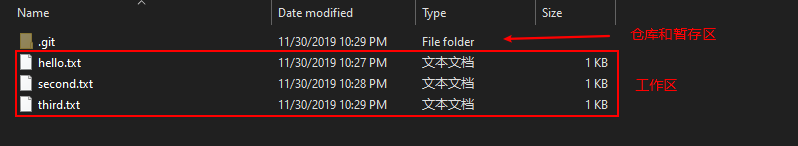 Name Date modified Type Size
.git 11/30/2019 10:29 PM File folder 仓库和暂存区
hello.txt 11/30/2019 10:27 PM 文本文档 1 KB
second.txt 11/30/2019 10:28 PM 文本文档 1 KB 工作区
third.txt 11/30/2019 10:29 PM 文本文档 1 KB